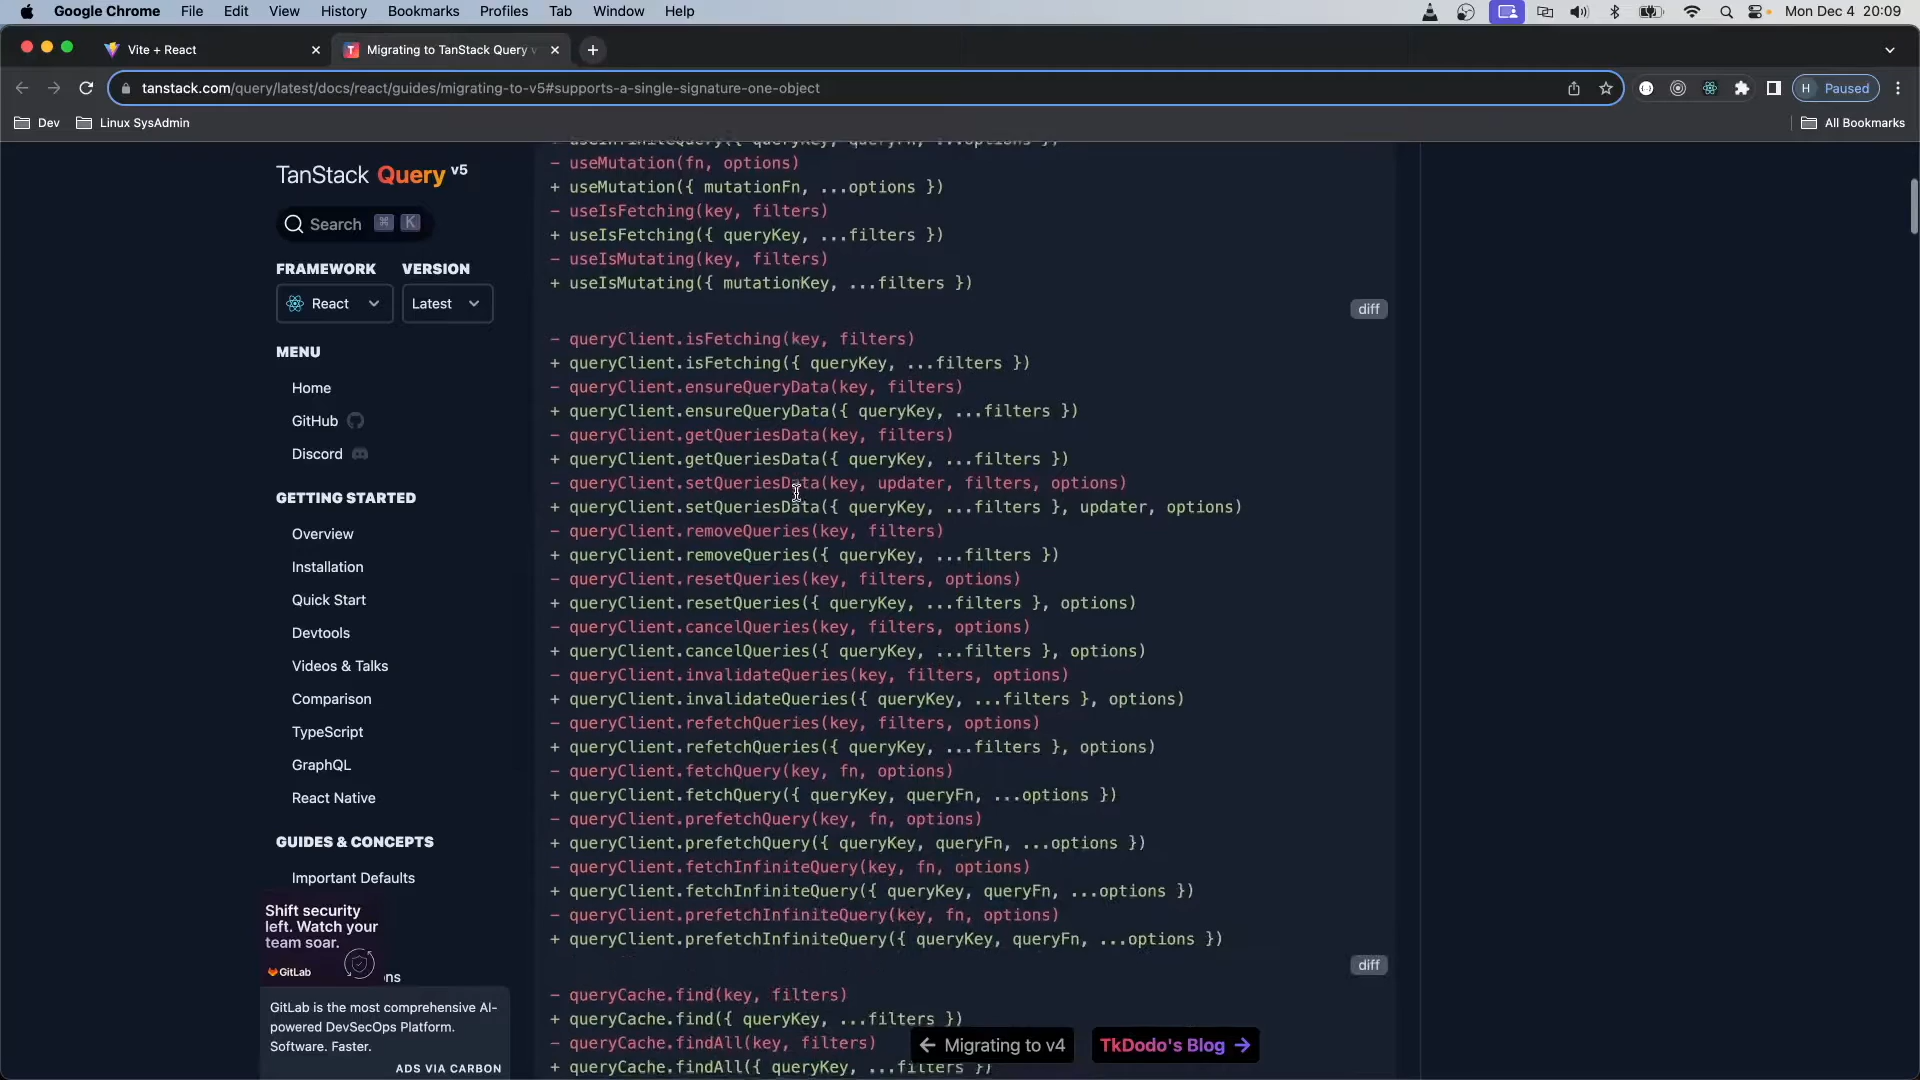 Google Chrome File Edit View History Bookmarks Profiles Tab Window Help
Mon Dec 4 20:09
Vite + React
Migrating to TanStack Query v
tanstack.com/query/latest/docs/react/guides/migrating-to-v5#supports-a-single-signature-one-object
H Paused
Dev
Linux SysAdmin
All Bookmarks
TanStack Query v5
Search ⌘ K
FRAMEWORK VERSION
React Latest
MENU
Home
GitHub
Discord
GETTING STARTED
Overview
Installation
Quick Start
Devtools
Videos & Talks
Comparison
TypeScript
GraphQL
React Native
GUIDES & CONCEPTS
Important Defaults
ns
Shift security
left. Watch your
team soar.
GitLab
GitLab is the most comprehensive AI-
powered DevSecOps Platform.
Software. Faster.
ADS VIA CARBON
+ useInfiniteQuery({ queryKey, queryFn, ...options })
- useMutation(fn, options)
+ useMutation({ mutationFn, ...options })
- useIsFetching(key, filters)
+ useIsFetching({ queryKey, ...filters })
- useIsMutating(key, filters)
+ useIsMutating({ mutationKey, ...filters })
diff
- queryClient.isFetching(key, filters)
+ queryClient.isFetching({ queryKey, ...filters })
- queryClient.ensureQueryData(key, filters)
+ queryClient.ensureQueryData({ queryKey, ...filters })
- queryClient.getQueriesData(key, filters)
+ queryClient.getQueriesData({ queryKey, ...filters })
- queryClient.setQueriesData(key, updater, filters, options)
+ queryClient.setQueriesData({ queryKey, ...filters }, updater, options)
- queryClient.removeQueries(key, filters)
+ queryClient.removeQueries({ queryKey, ...filters })
- queryClient.resetQueries(key, filters, options)
+ queryClient.resetQueries({ queryKey, ...filters }, options)
- queryClient.cancelQueries(key, filters, options)
+ queryClient.cancelQueries({ queryKey, ...filters }, options)
- queryClient.invalidateQueries(key, filters, options)
+ queryClient.invalidateQueries({ queryKey, ...filters }, options)
- queryClient.refetchQueries(key, filters, options)
+ queryClient.refetchQueries({ queryKey, ...filters }, options)
- queryClient.fetchQuery(key, fn, options)
+ queryClient.fetchQuery({ queryKey, queryFn, ...options })
- queryClient.prefetchQuery(key, fn, options)
+ queryClient.prefetchQuery({ queryKey, queryFn, ...options })
- queryClient.fetchInfiniteQuery(key, fn, options)
+ queryClient.fetchInfiniteQuery({ queryKey, queryFn, ...options })
- queryClient.prefetchInfiniteQuery(key, fn, options)
+ queryClient.prefetchInfiniteQuery({ queryKey, queryFn, ...options })
diff
- queryCache.find(key, filters)
+ queryCache.find({ queryKey, ...filters })
- queryCache.findAll(key, filters)
+ queryCache.findAll({ queryKey, ...filters })
← Migrating to v4
TkDodo's Blog →